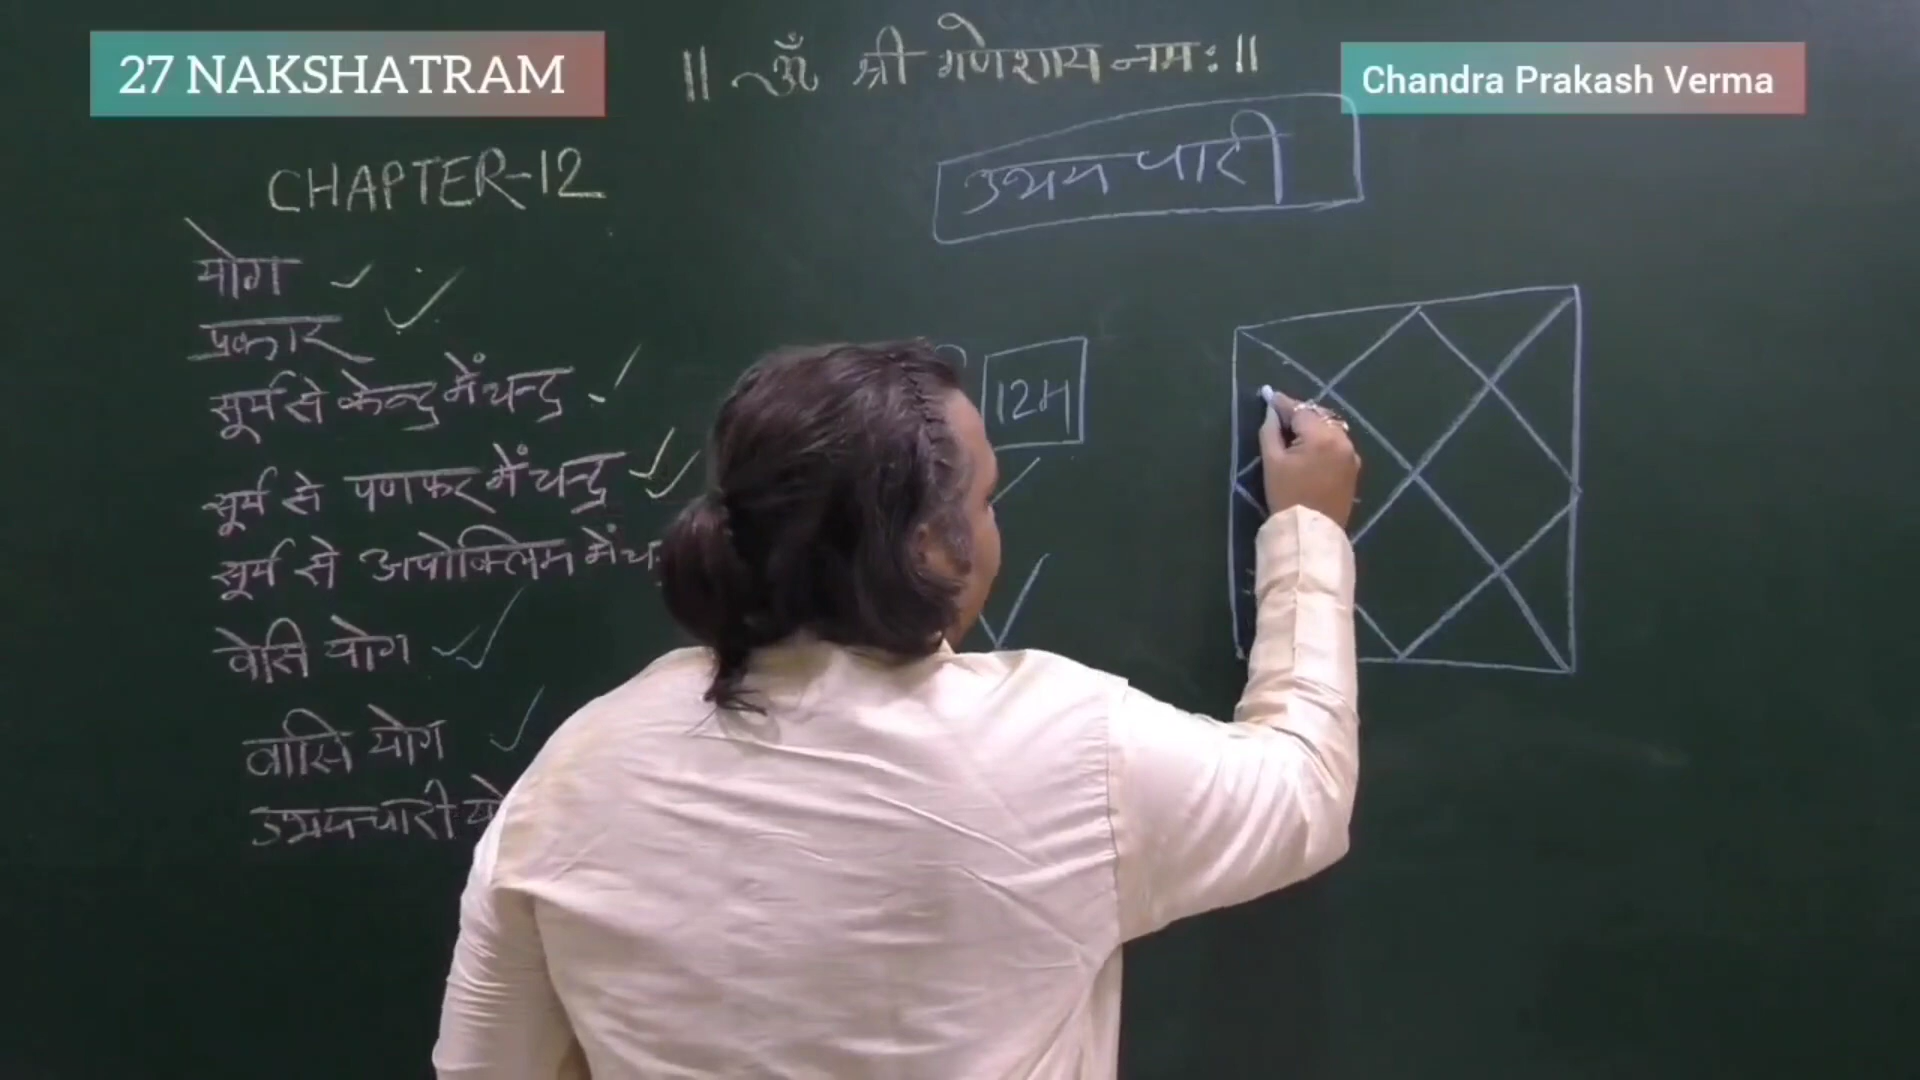 27 NAKSHATRAM
|| ॐ श्री गणेशाय नमः ||
Chandra Prakash Verma
CHAPTER-12
उभयचारी
योग
प्रकार
सूर्य से केन्द्र में चन्द्र
12H
सूर्य से पणफर में चन्द्र
सूर्य से अपोक्लिम में
वेसि योग
वासि योग
उभयचारी